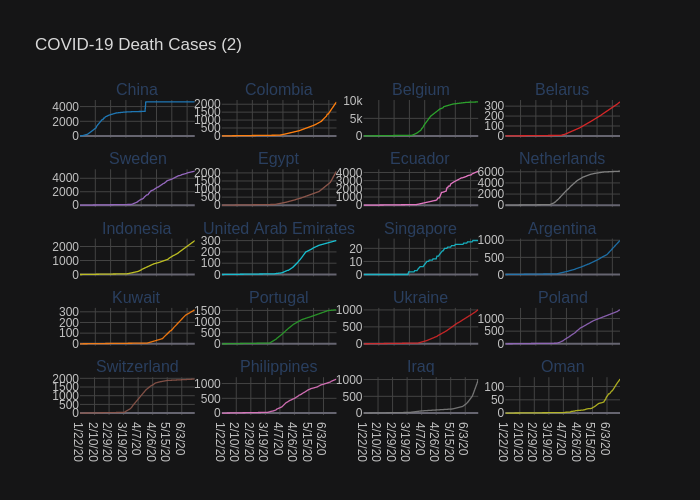 COVID-19 Death Cases (2)
China Colombia Belgium Belarus
4000 2000 0
2000 1500 1000 500 0
10k 5k 0
300 200 100 0
Sweden Egypt Ecuador Netherlands
4000 2000 0
2000 1500 1000 500 0
4000 3000 2000 1000 0
6000 4000 2000 0
Indonesia United Arab Emirates Singapore Argentina
2000 1000 0
300 200 100 0
20 10 0
1000 500 0
Kuwait Portugal Ukraine Poland
300 200 100 0
1500 1000 500 0
1000 500 0
1000 500 0
Switzerland Philippines Iraq Oman
2000 1500 1000 500 0
1000 500 0
1000 500 0
100 50 0
1/22/20 2/10/20 2/29/20 3/19/20 4/7/20 4/26/20 5/15/20 6/3/20
1/22/20 2/10/20 2/29/20 3/19/20 4/7/20 4/26/20 5/15/20 6/3/20
1/22/20 2/10/20 2/29/20 3/19/20 4/7/20 4/26/20 5/15/20 6/3/20
1/22/20 2/10/20 2/29/20 3/19/20 4/7/20 4/26/20 5/15/20 6/3/20